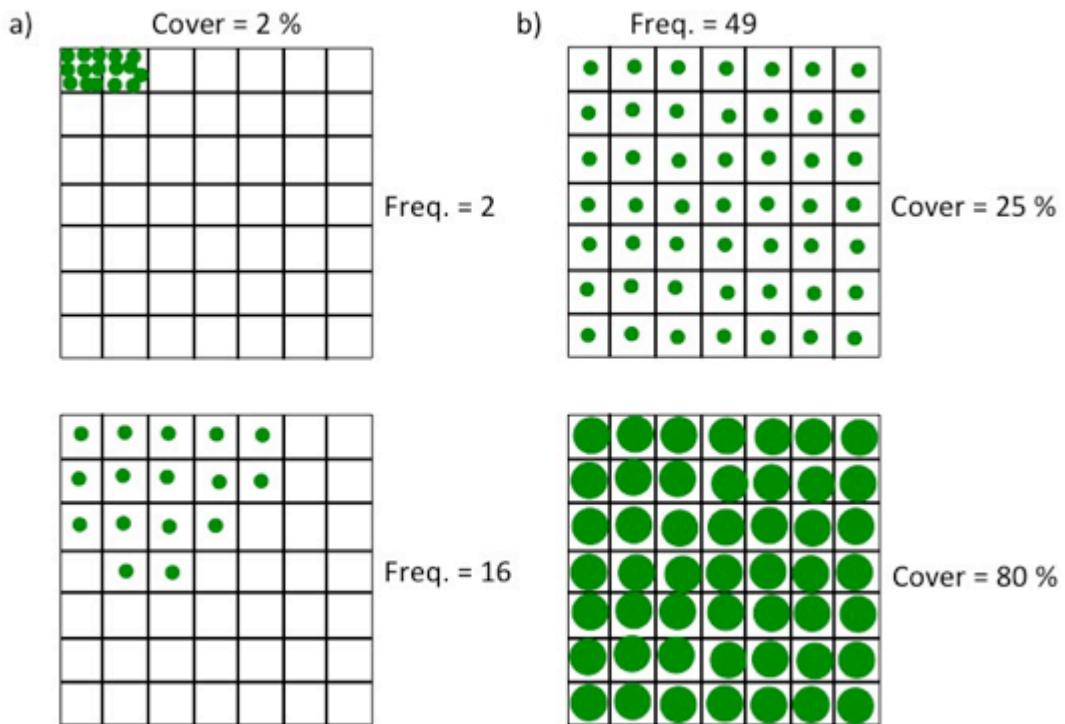 a)
Cover = 2 %
Freq. = 2
Freq. = 16
b)
Freq. = 49
Cover = 25 %
Cover = 80 %